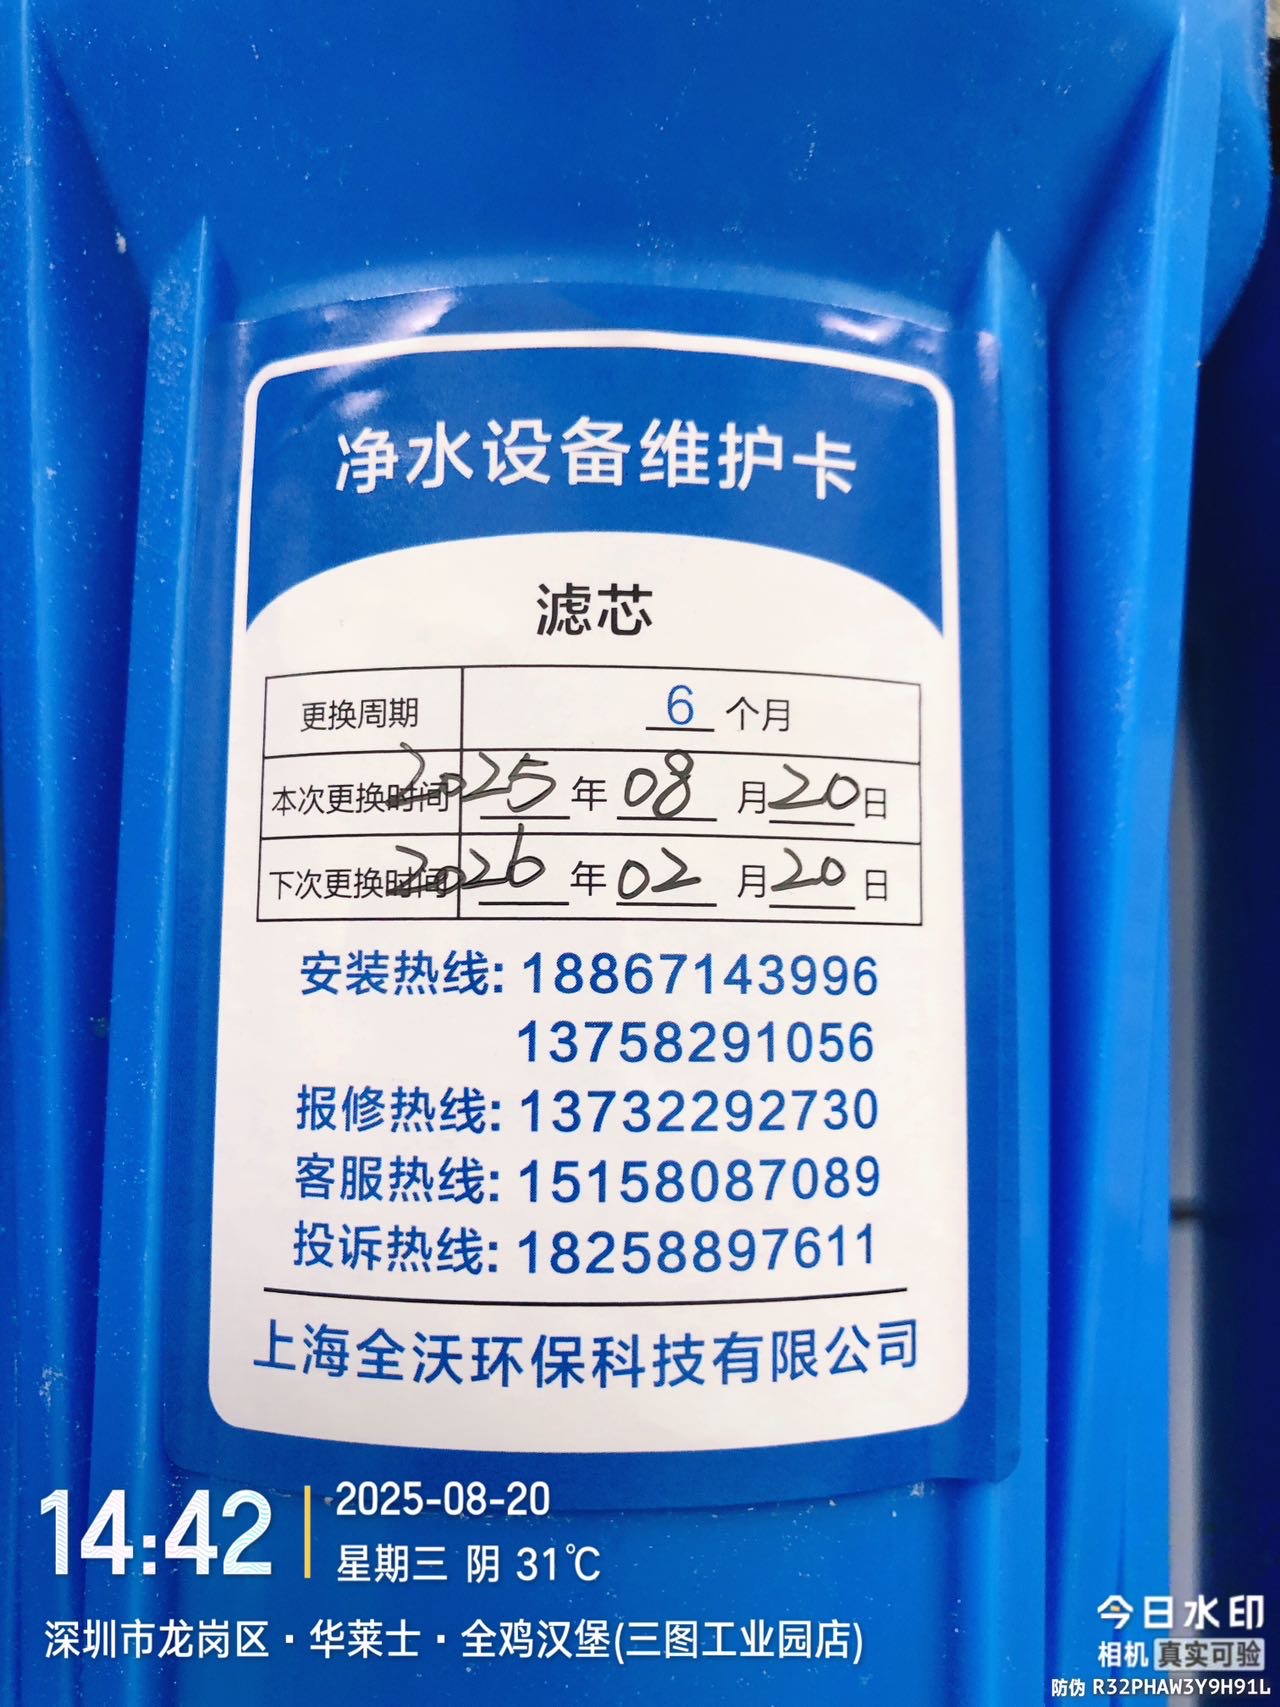 净水设备维护卡
滤芯
更换周期 6 个月
本次更换时间 2025 年 08 月 20 日
下次更换时间 2026 年 02 月 20 日
安装热线: 18867143996
13758291056
报修热线: 13732292730
客服热线: 15158087089
投诉热线: 18258897611
上海全沃环保科技有限公司
14:42
2025-08-20
星期三 阴 31℃
深圳市龙岗区·华莱士·全鸡汉堡(三图工业园店)
今日水印
相机 真实可验
防伪 R32PHAW3Y9H91L